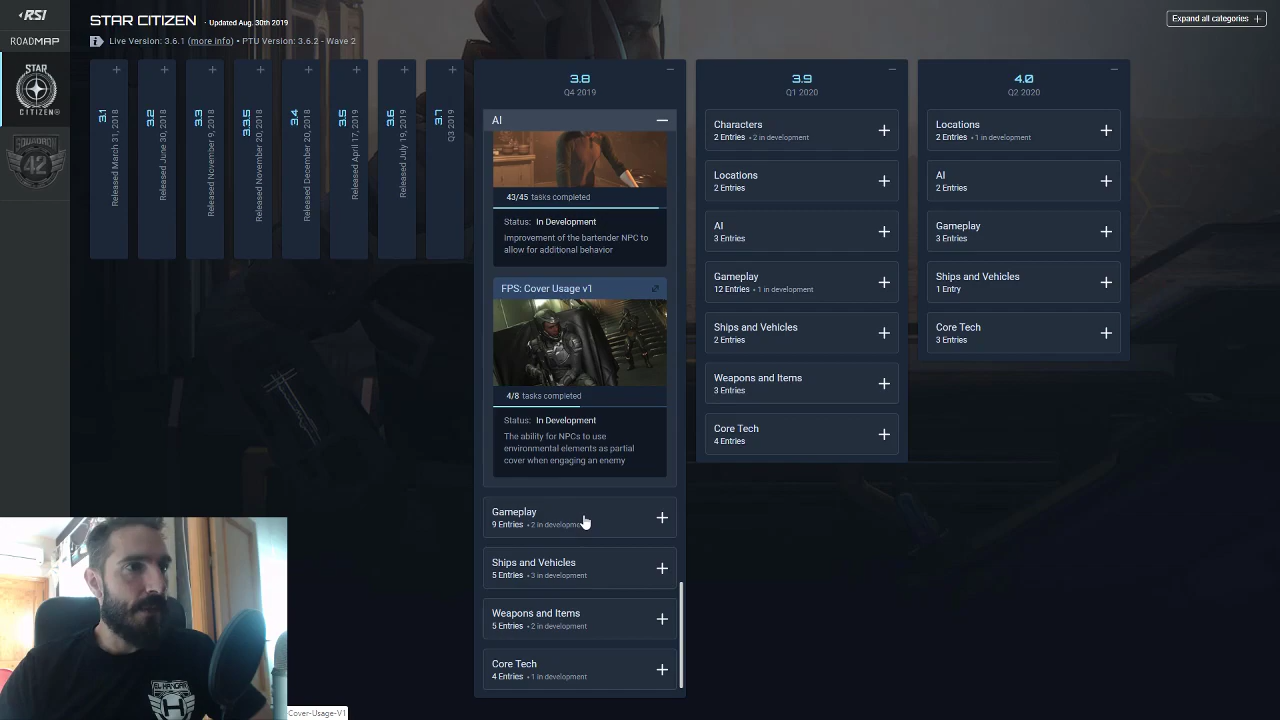 RSI
ROADMAP
STAR CITIZEN
SQUADRON 42
STAR CITIZEN · Updated Aug. 30th 2019
Live Version: 3.6.1 (more info) • PTU Version: 3.6.2 - Wave 2
Expand all categories
3.1 Released March 31, 2018
3.2 Released June 30, 2018
3.3 Released November 9, 2018
3.3.5 Released November 20, 2018
3.4 Released December 20, 2018
3.5 Released April 17, 2019
3.6 Released July 19, 2019
3.7 Q3 2019
3.8
Q4 2019
AI
43/45 tasks completed
Status: In Development
Improvement of the bartender NPC to
allow for additional behavior
FPS: Cover Usage v1
4/8 tasks completed
Status: In Development
The ability for NPCs to use
environmental elements as partial
cover when engaging an enemy
Gameplay
9 Entries • 2 in development
Ships and Vehicles
5 Entries • 3 in development
Weapons and Items
5 Entries • 2 in development
Core Tech
4 Entries • 1 in development
3.9
Q1 2020
Characters
2 Entries • 2 in development
Locations
2 Entries
AI
3 Entries
Gameplay
12 Entries • 1 in development
Ships and Vehicles
2 Entries
Weapons and Items
3 Entries
Core Tech
4 Entries
4.0
Q2 2020
Locations
2 Entries • 1 in development
AI
2 Entries
Gameplay
3 Entries
Ships and Vehicles
1 Entry
Core Tech
3 Entries
EL HANGAR
H
Cover-Usage-V1